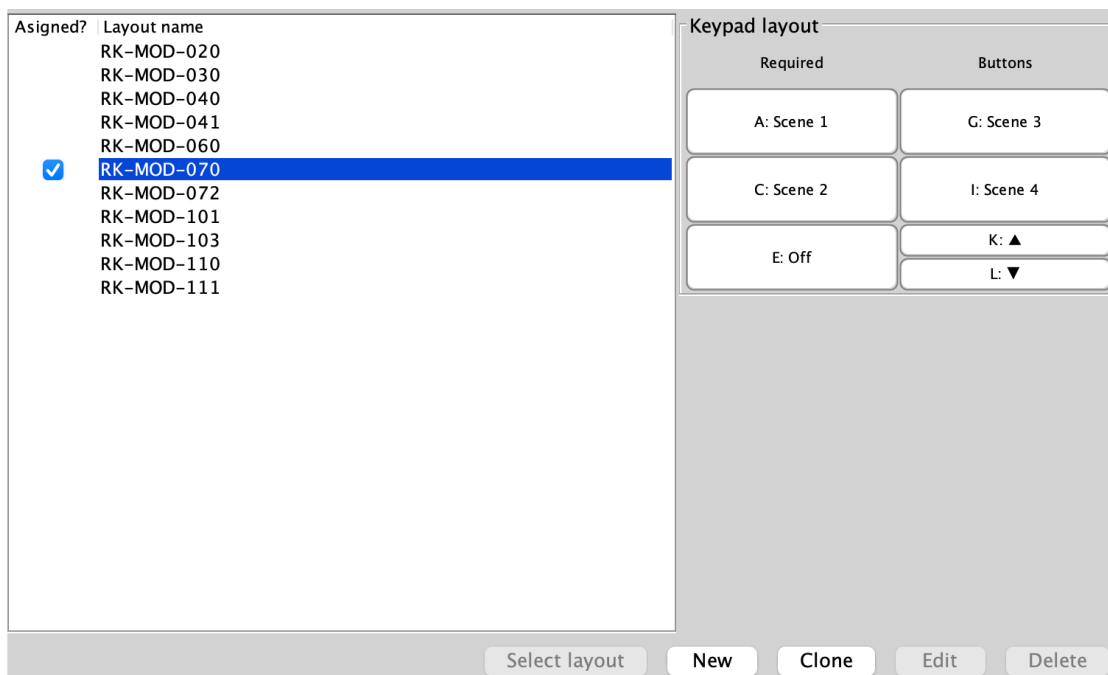 Asigned? Layout name
RK-MOD-020
RK-MOD-030
RK-MOD-040
RK-MOD-041
RK-MOD-060
RK-MOD-070
RK-MOD-072
RK-MOD-101
RK-MOD-103
RK-MOD-110
RK-MOD-111
Keypad layout
Required Buttons
A: Scene 1 G: Scene 3
C: Scene 2 I: Scene 4
E: Off
K: ▲
L: ▼
Select layout New Clone Edit Delete